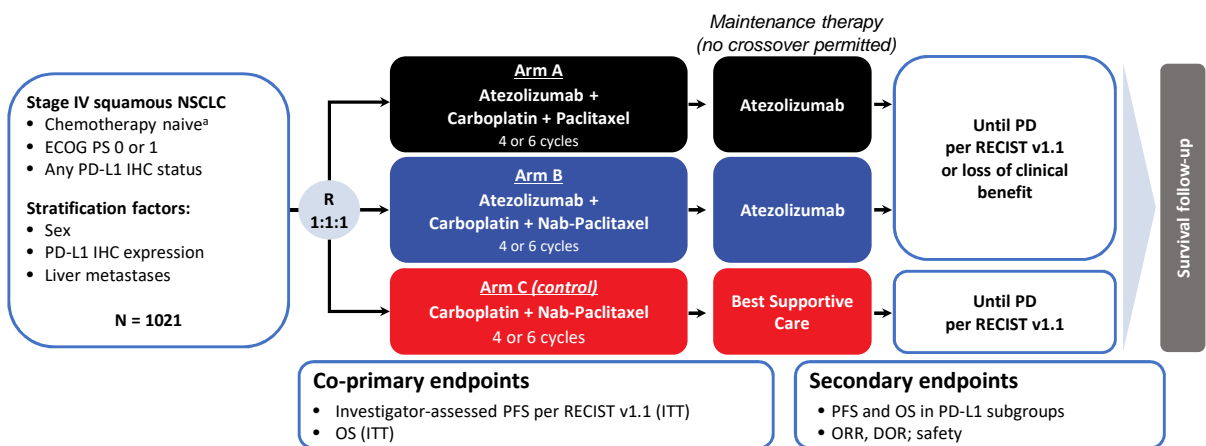 Maintenance therapy
(no crossover permitted)
Stage IV squamous NSCLC
• Chemotherapy naiveᵃ
• ECOG PS 0 or 1
• Any PD-L1 IHC status
Stratification factors:
• Sex
• PD-L1 IHC expression
• Liver metastases
N = 1021
R
1:1:1
Arm A
Atezolizumab +
Carboplatin + Paclitaxel
4 or 6 cycles
Atezolizumab
Arm B
Atezolizumab +
Carboplatin + Nab-Paclitaxel
4 or 6 cycles
Atezolizumab
Until PD
per RECIST v1.1
or loss of clinical
benefit
Arm C (control)
Carboplatin + Nab-Paclitaxel
4 or 6 cycles
Best Supportive
Care
Until PD
per RECIST v1.1
Survival follow-up
Co-primary endpoints
• Investigator-assessed PFS per RECIST v1.1 (ITT)
• OS (ITT)
Secondary endpoints
• PFS and OS in PD-L1 subgroups
• ORR, DOR; safety